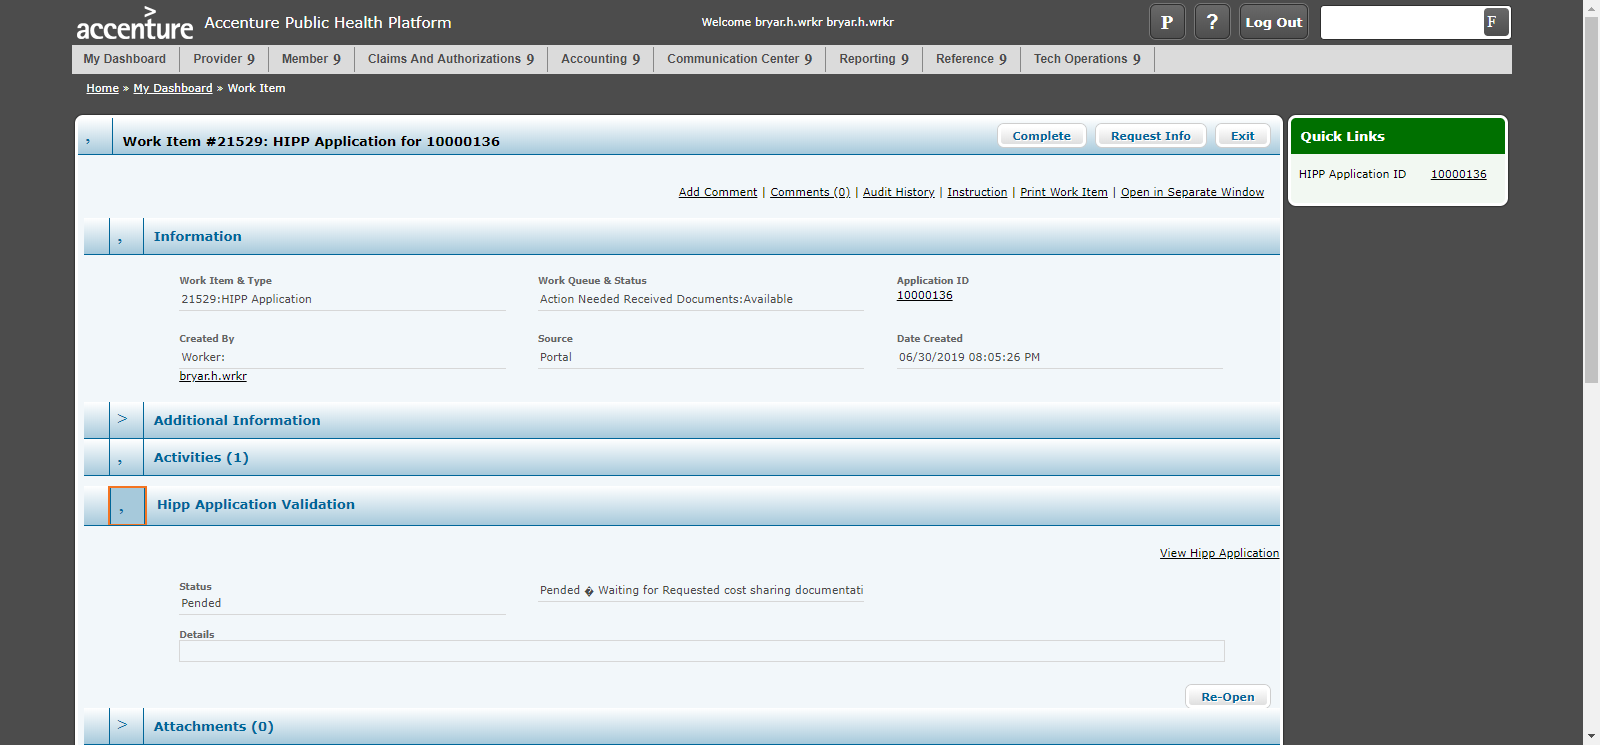 accenture Accenture Public Health Platform Welcome bryar.h.wrkr bryar.h.wrkr P ? Log Out F
My Dashboard Provider 9 Member 9 Claims And Authorizations 9 Accounting 9 Communication Center 9 Reporting 9 Reference 9 Tech Operations 9
Home » My Dashboard » Work Item
, Work Item #21529: HIPP Application for 10000136 Complete Request Info Exit
Quick Links
HIPP Application ID 10000136
Add Comment | Comments (0) | Audit History | Instruction | Print Work Item | Open in Separate Window
, Information
Work Item & Type Work Queue & Status Application ID
21529:HIPP Application Action Needed Received Documents:Available 10000136
Created By Source Date Created
Worker: Portal 06/30/2019 08:05:26 PM
bryar.h.wrkr
> Additional Information
, Activities (1)
, Hipp Application Validation
View Hipp Application
Status
Pended Pended � Waiting for Requested cost sharing documentati
Details
Re-Open
> Attachments (0)